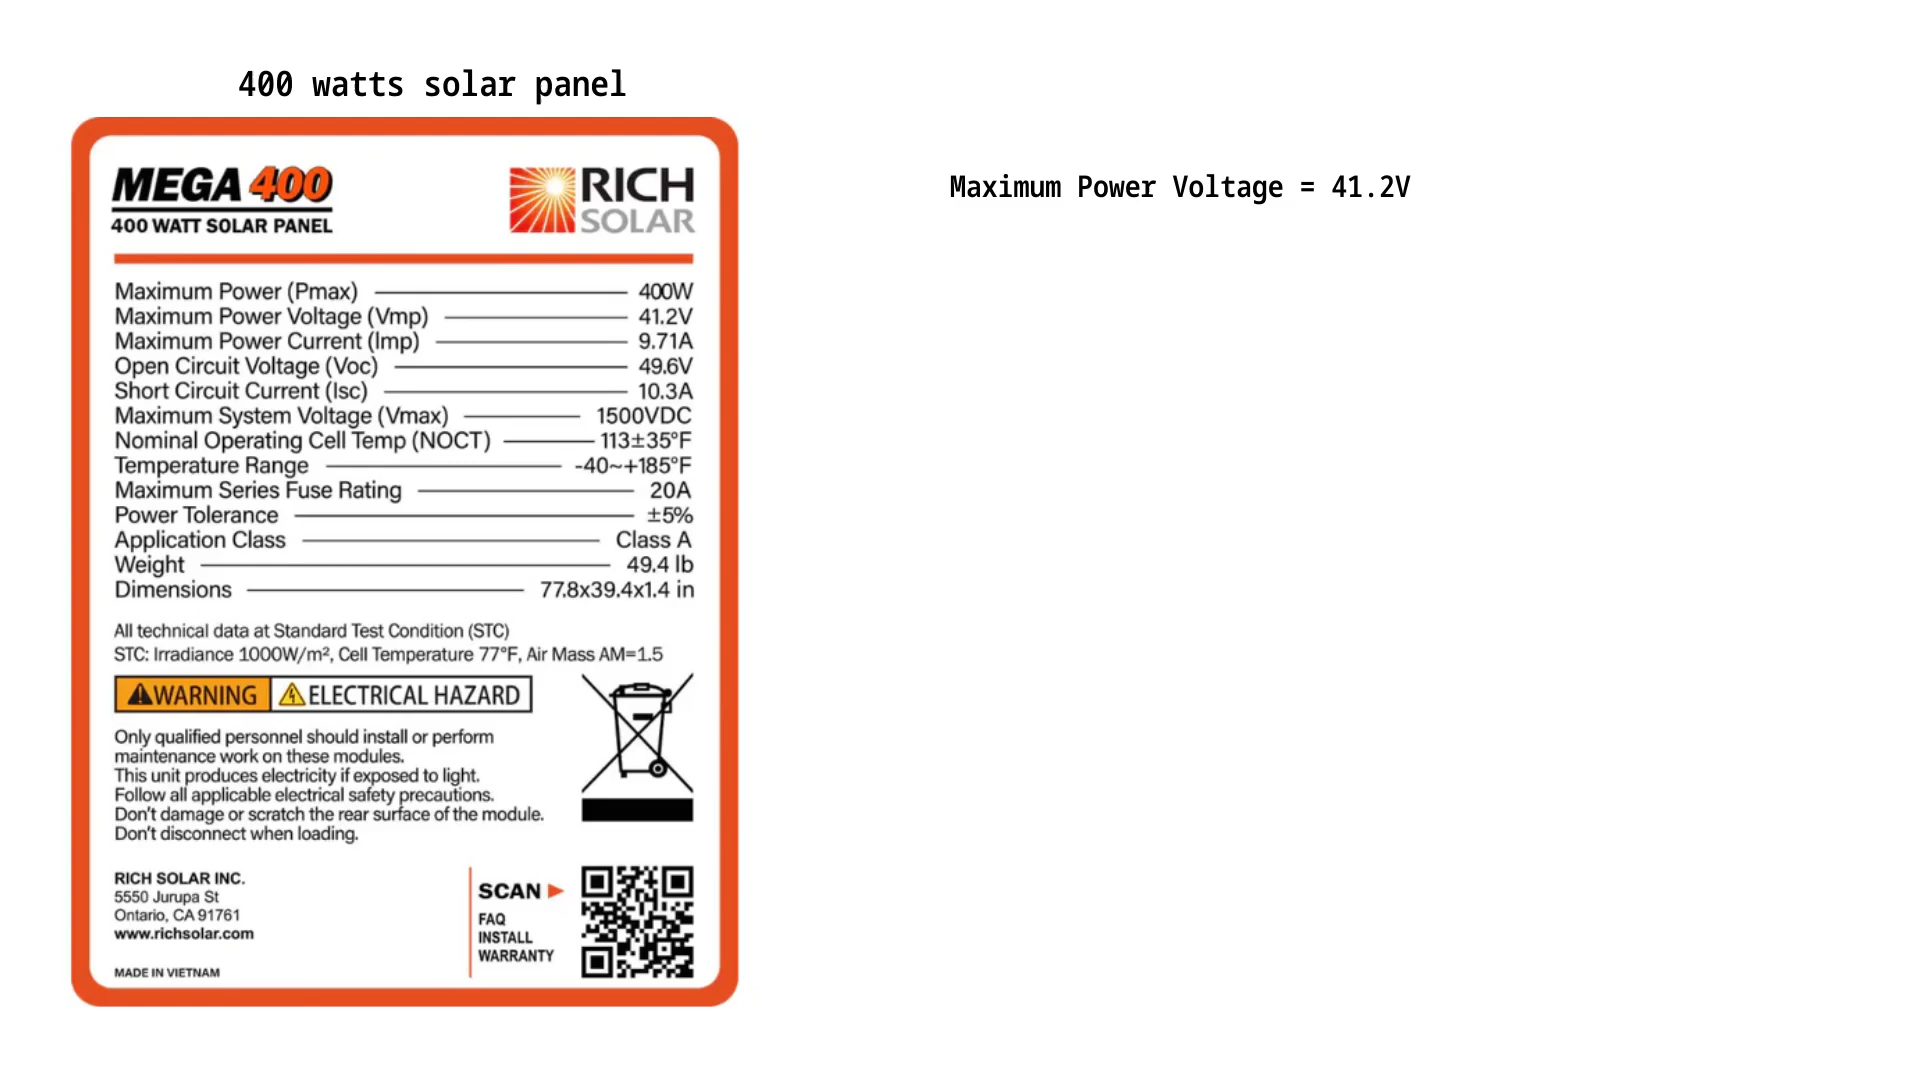 400 watts solar panel
MEGA 400
400 WATT SOLAR PANEL
RICH
SOLAR
Maximum Power Voltage = 41.2V
Maximum Power (Pmax) 400W
Maximum Power Voltage (Vmp) 41.2V
Maximum Power Current (Imp) 9.71A
Open Circuit Voltage (Voc) 49.6V
Short Circuit Current (Isc) 10.3A
Maximum System Voltage (Vmax) 1500VDC
Nominal Operating Cell Temp (NOCT) 113±35°F
Temperature Range -40~+185°F
Maximum Series Fuse Rating 20A
Power Tolerance ±5%
Application Class Class A
Weight 49.4 lb
Dimensions 77.8x39.4x1.4 in
All technical data at Standard Test Condition (STC)
STC: Irradiance 1000W/m², Cell Temperature 77°F, Air Mass AM=1.5
WARNING ELECTRICAL HAZARD
Only qualified personnel should install or perform
maintenance work on these modules.
This unit produces electricity if exposed to light.
Follow all applicable electrical safety precautions.
Don't damage or scratch the rear surface of the module.
Don't disconnect when loading.
RICH SOLAR INC.
5550 Jurupa St
Ontario, CA 91761
www.richsolar.com
MADE IN VIETNAM
SCAN
FAQ
INSTALL
WARRANTY